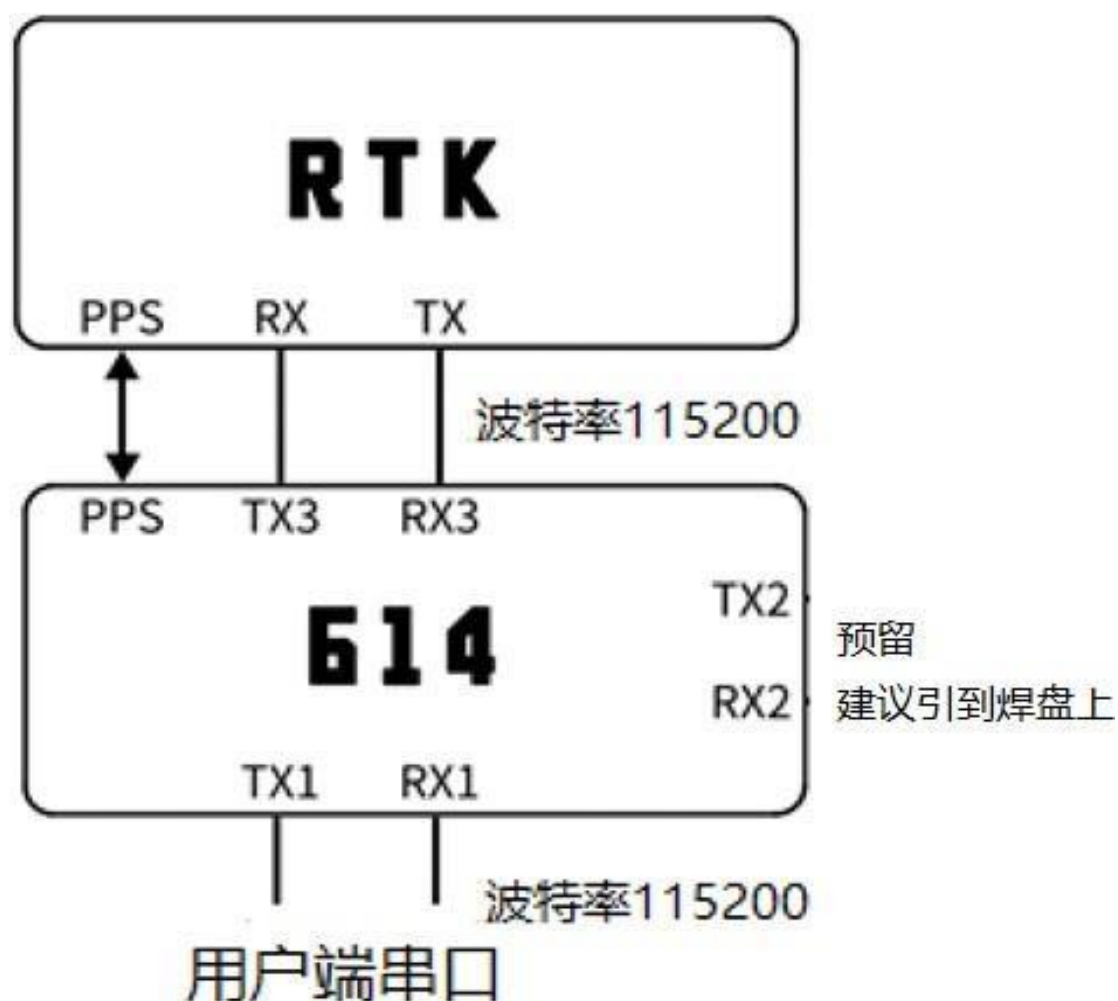 RTK
PPS RX TX
波特率115200
PPS TX3 RX3
614
TX2
预留
RX2 建议引到焊盘上
TX1 RX1
波特率115200
用户端串口